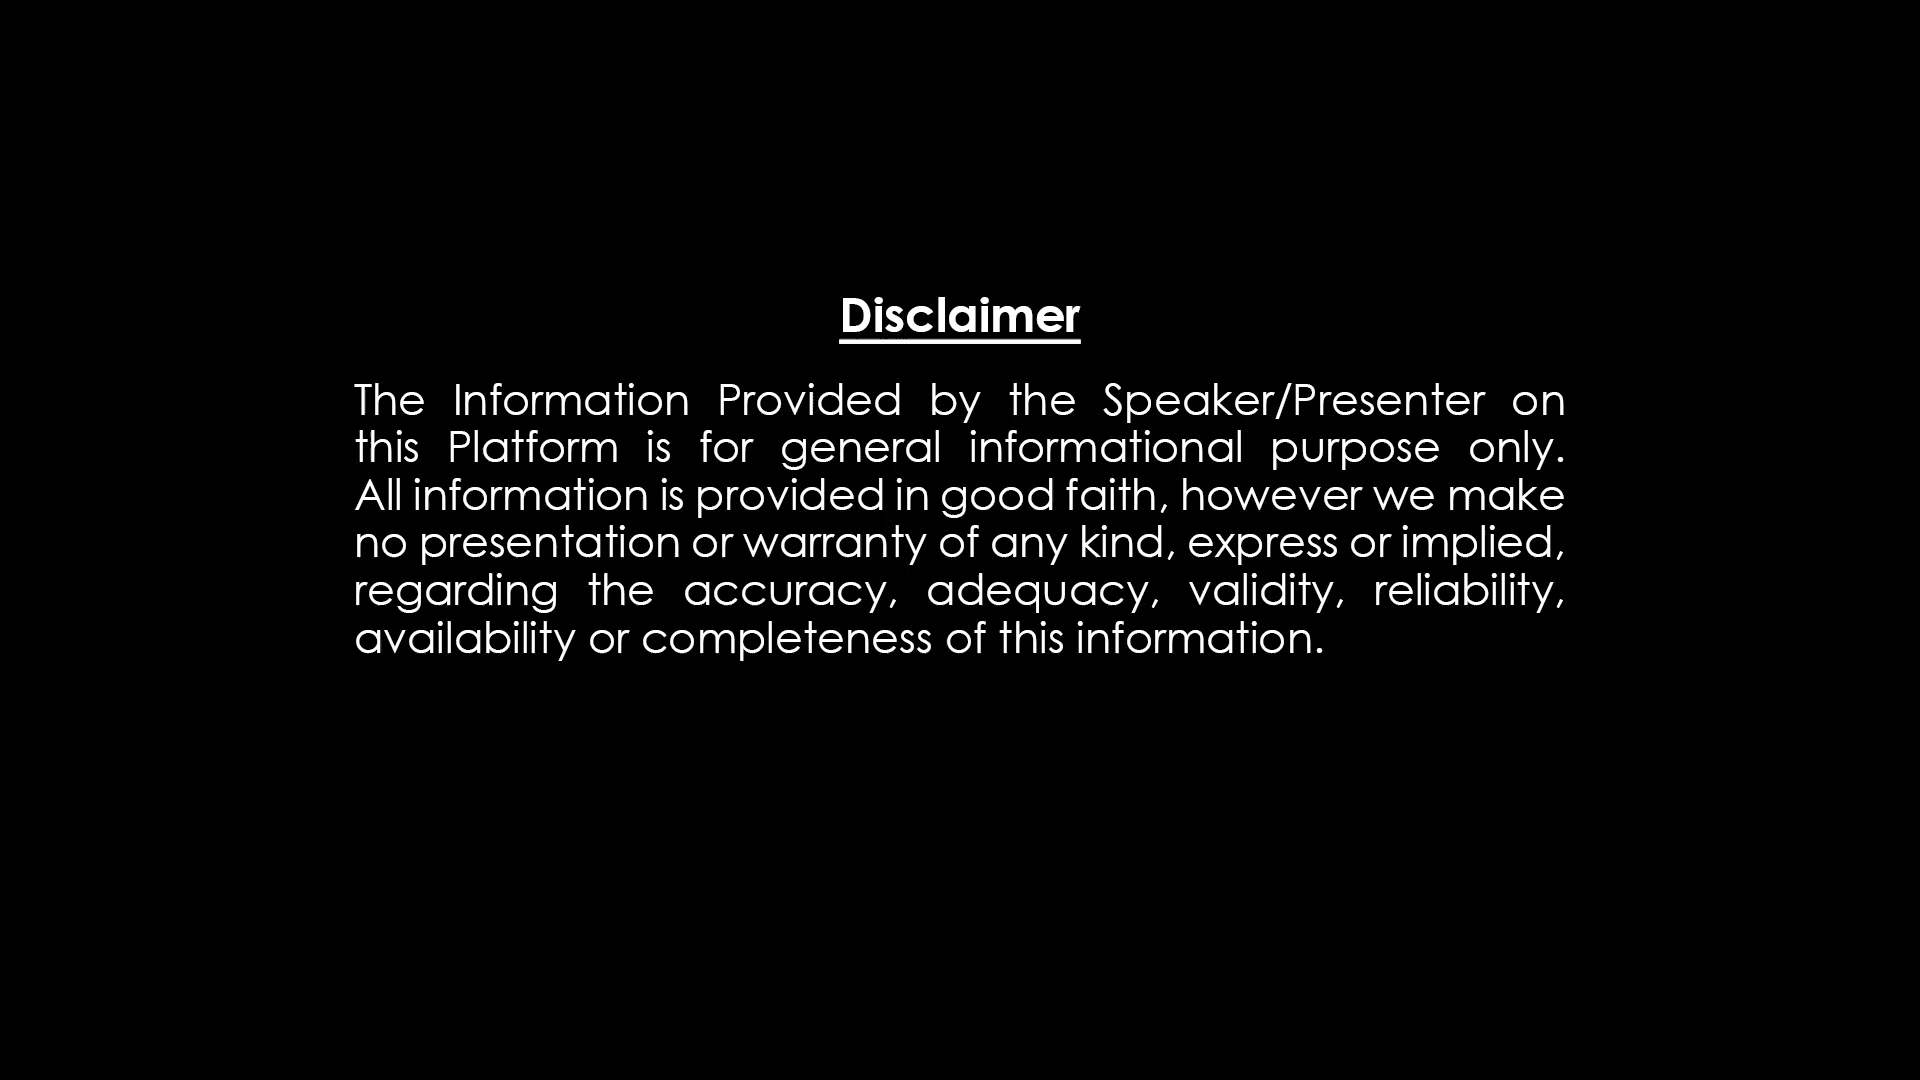 Disclaimer
The Information Provided by the Speaker/Presenter on
this Platform is for general informational purpose only.
All information is provided in good faith, however we make
no presentation or warranty of any kind, express or implied,
regarding the accuracy, adequacy, validity, reliability,
availability or completeness of this information.